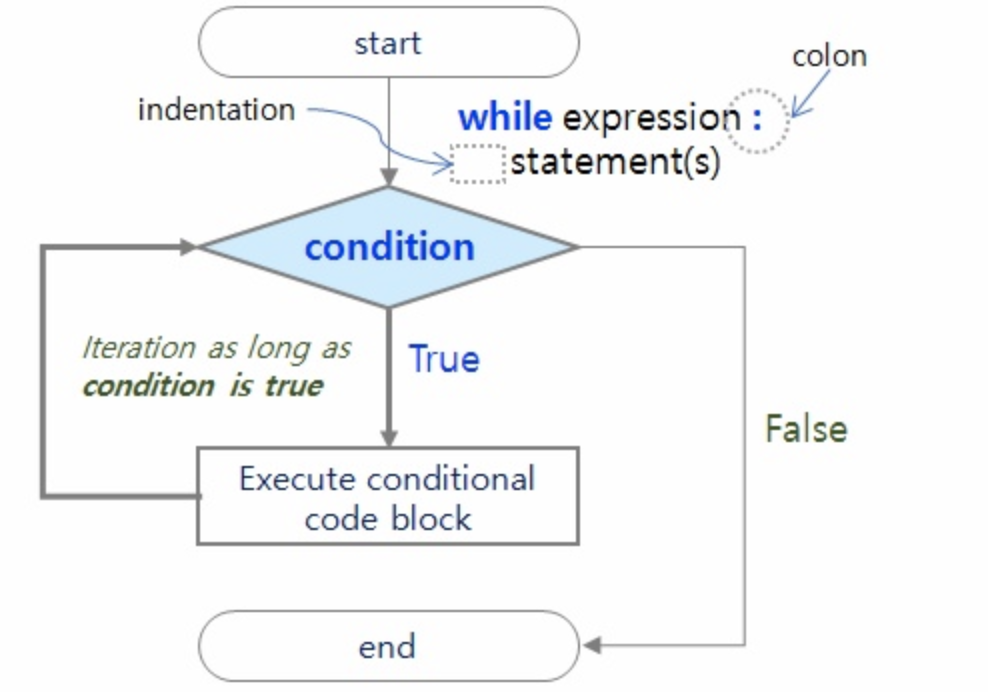 start
colon
indentation
while expression :
statement(s)
condition
Iteration as long as
condition is true
True
False
Execute conditional
code block
end